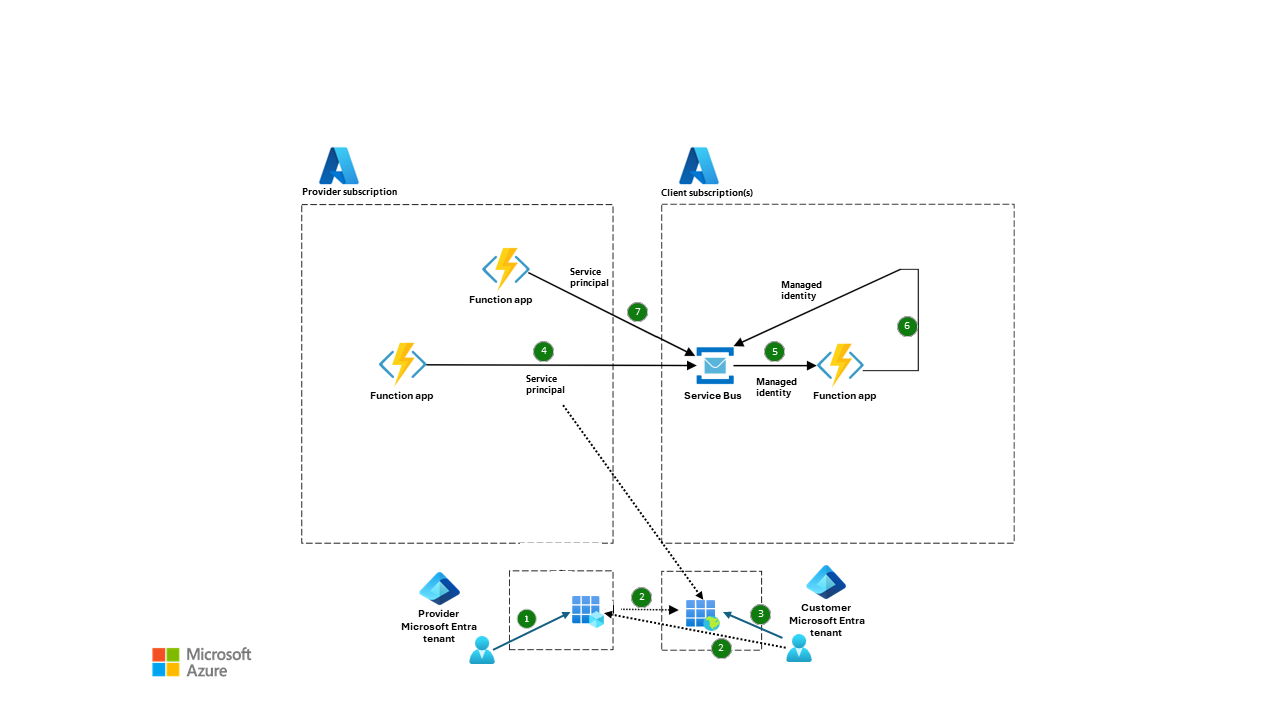 Provider subscription
Client subscription(s)
Service
principal
Function app
7
Managed
identity
6
4
5
Function app
Service
principal
Service Bus
Managed
identity
Function app
Provider
Microsoft Entra
tenant
1
2
3
2
Customer
Microsoft Entra
tenant
Microsoft
Azure